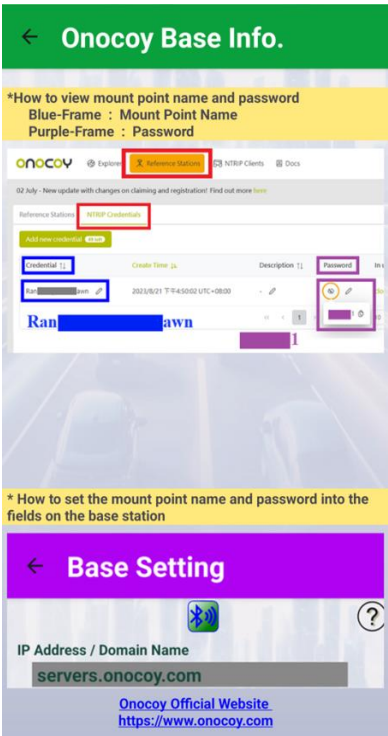 Onocoy Base Info.
*How to view mount point name and password
Blue-Frame : Mount Point Name
Purple-Frame : Password
onocoy Explorer Reference Stations NTRIP Clients Docs
02 July - New update with changes on claiming and registration! Find out more here
Reference Stations NTRIP Credentials
Add new credential
Credential Create Time Description Password In u
Ran awn 2023/8/21 下午4:50:02 UTC+08:00 -
1
Ran awn
1
1
* How to set the mount point name and password into the
fields on the base station
Base Setting
?
IP Address / Domain Name
servers.onocoy.com
Onocoy Official Website
https://www.onocoy.com